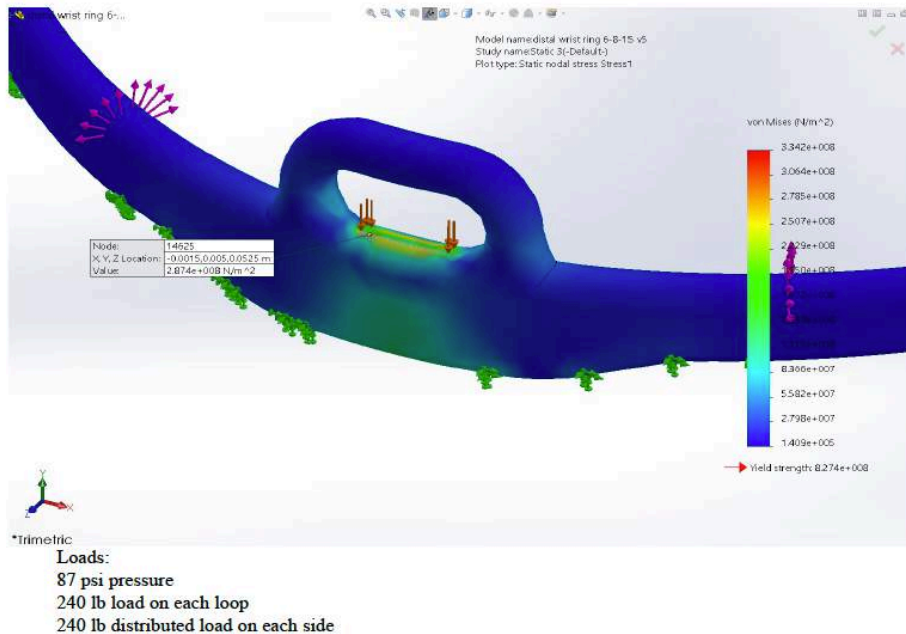 wrist ring 6-...
Model name:distal wrist ring 6-8-15 v5
Study name:Static 3(-Default-)
Plot type: Static nodal stress Stress1
von Mises (N/m^2)
3.342e+008
3.064e+008
2.785e+008
2.507e+008
8.366e+007
5.582e+007
2.798e+007
1.409e+005
Yield strength: 8.274e+008
Node: 14625
X, Y, Z Location: -0.0015,0.005,0.0525 m
Value: 2.874e+008 N/m^2
Y
X
Z
*Trimetric
Loads:
87 psi pressure
240 lb load on each loop
240 lb distributed load on each side